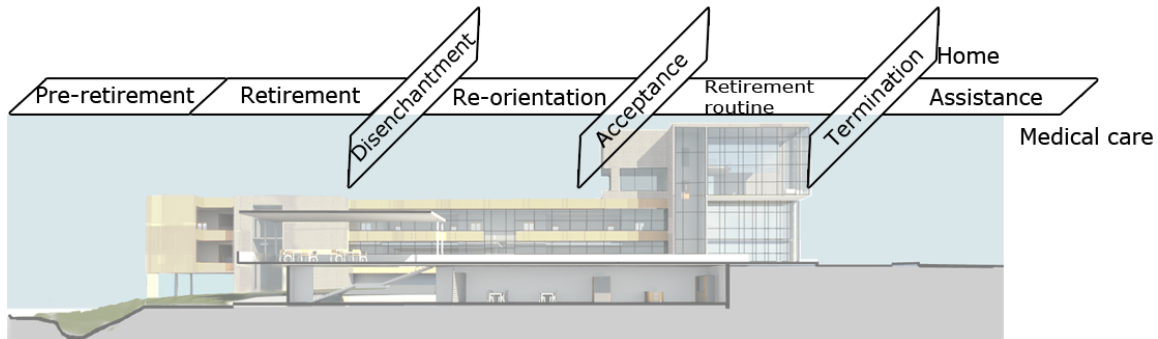 Pre-retirement
Retirement
Disenchantment
Re-orientation
Acceptance
Retirement
routine
Termination
Home
Assistance
Medical care